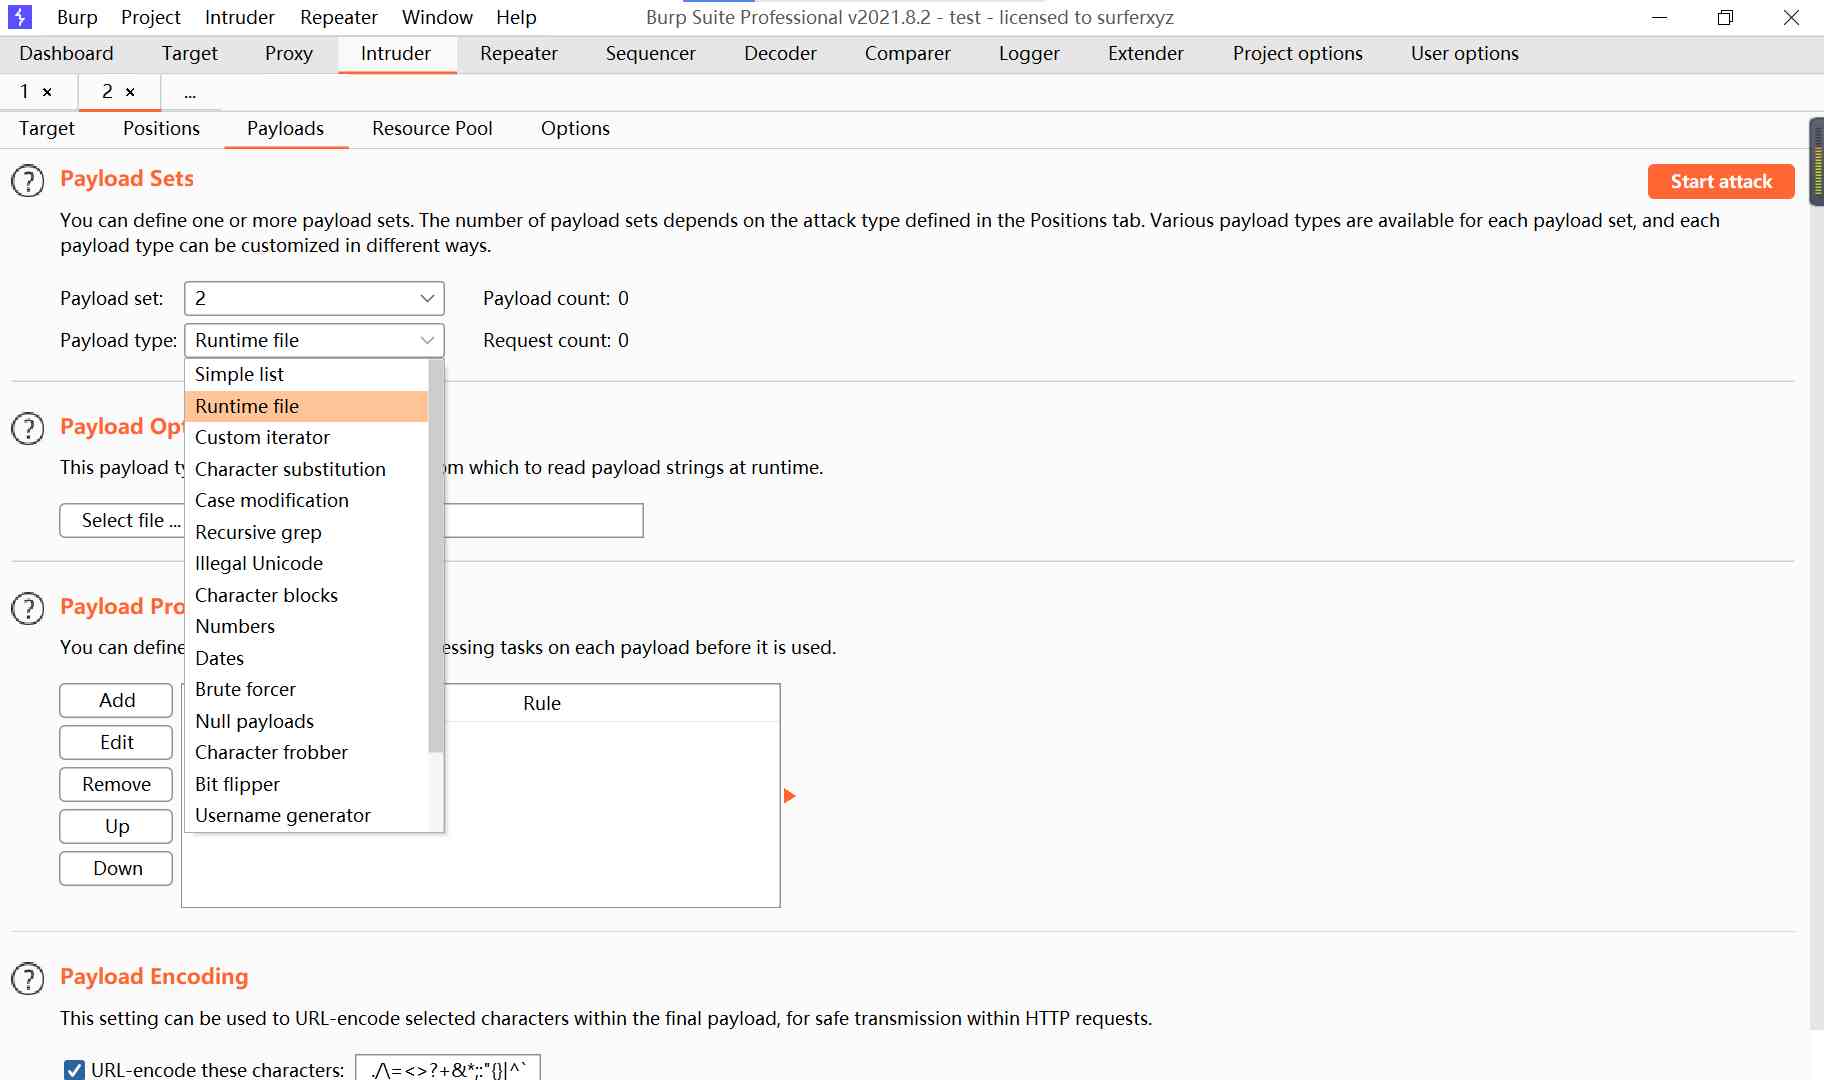 Burp Project Intruder Repeater Window Help Burp Suite Professional v2021.8.2 - test - licensed to surferxyz
Dashboard Target Proxy Intruder Repeater Sequencer Decoder Comparer Logger Extender Project options User options
1 × 2 × ...
Target Positions Payloads Resource Pool Options
? Payload Sets Start attack
You can define one or more payload sets. The number of payload sets depends on the attack type defined in the Positions tab. Various payload types are available for each payload set, and each
payload type can be customized in different ways.
Payload set: 2 Payload count: 0
Payload type: Runtime file Request count: 0
Simple list
Runtime file
? Payload Opt
Custom iterator
This payload ty Character substitution om which to read payload strings at runtime.
Case modification
Select file ...
Recursive grep
Illegal Unicode
Character blocks
? Payload Pro
Numbers
You can define essing tasks on each payload before it is used.
Dates
Brute forcer
Add Rule
Null payloads
Edit
Character frobber
Remove Bit flipper
Username generator
Up
Down
? Payload Encoding
This setting can be used to URL-encode selected characters within the final payload, for safe transmission within HTTP requests.
URL-encode these characters: ./\=<>?+&*;:"{}|^`